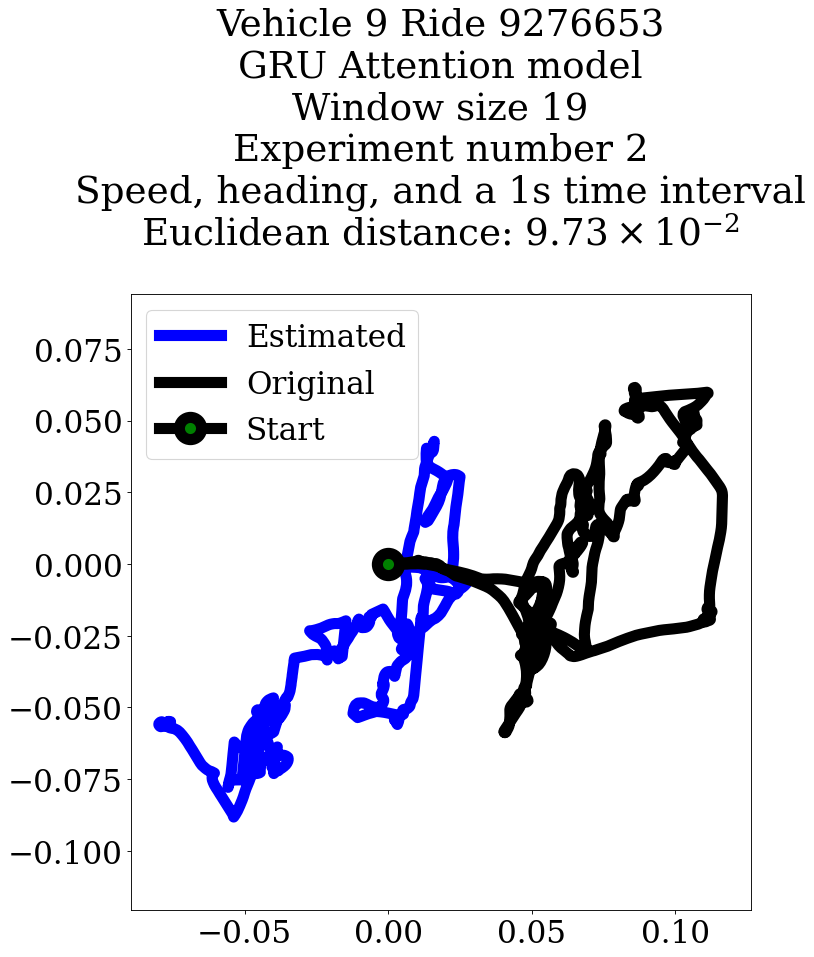 Vehicle 9 Ride 9276653
GRU Attention model
Window size 19
Experiment number 2
Speed, heading, and a 1s time interval
Euclidean distance: 9.73 × 10⁻²
Estimated
Original
Start
0.075
0.050
0.025
0.000
−0.025
−0.050
−0.075
−0.100
−0.05 0.00 0.05 0.10